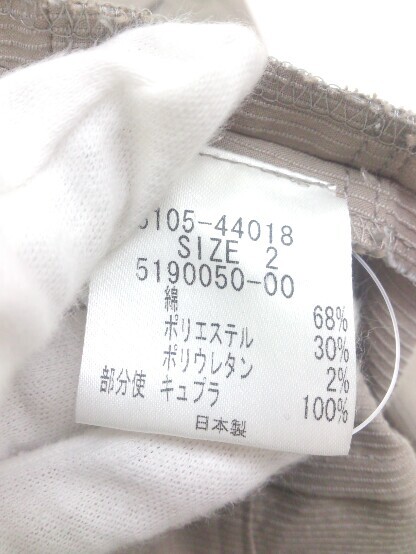 105-44018
SIZE 2
5190050-00
綿 68%
ポリエステル 30%
ポリウレタン 2%
部分使 キュプラ 100%
日本製